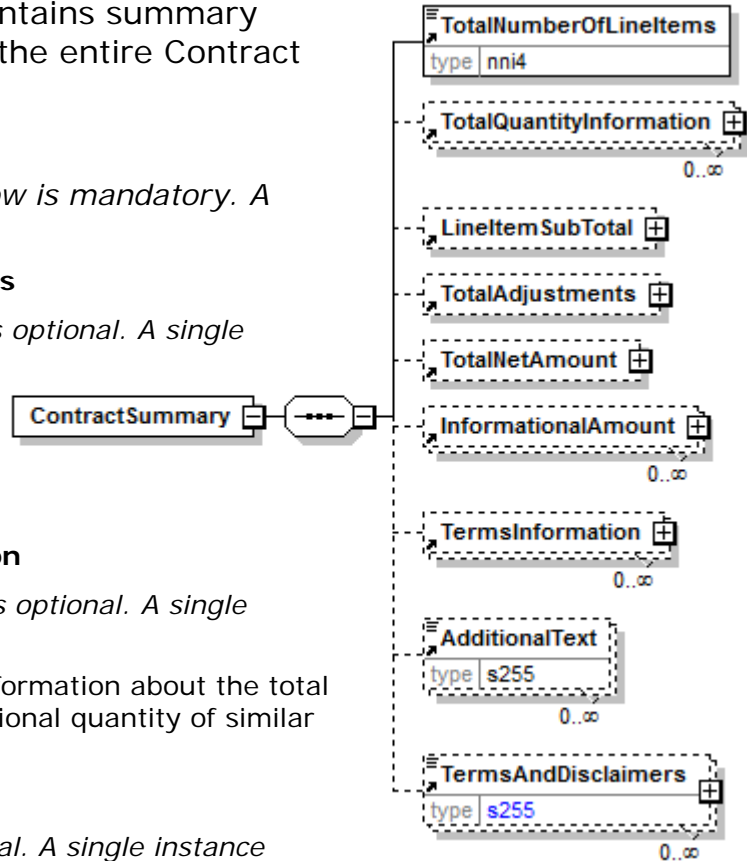 ntains summary
the entire Contract
ow is mandatory. A
s
s optional. A single
on
s optional. A single
formation about the total
ional quantity of similar
al. A single instance
ContractSummary
TotalNumberOfLineItems
type nni4
TotalQuantityInformation
0..∞
LineItemSubTotal
TotalAdjustments
TotalNetAmount
InformationalAmount
0..∞
TermsInformation
0..∞
AdditionalText
type s255
0..∞
TermsAndDisclaimers
type s255
0..∞